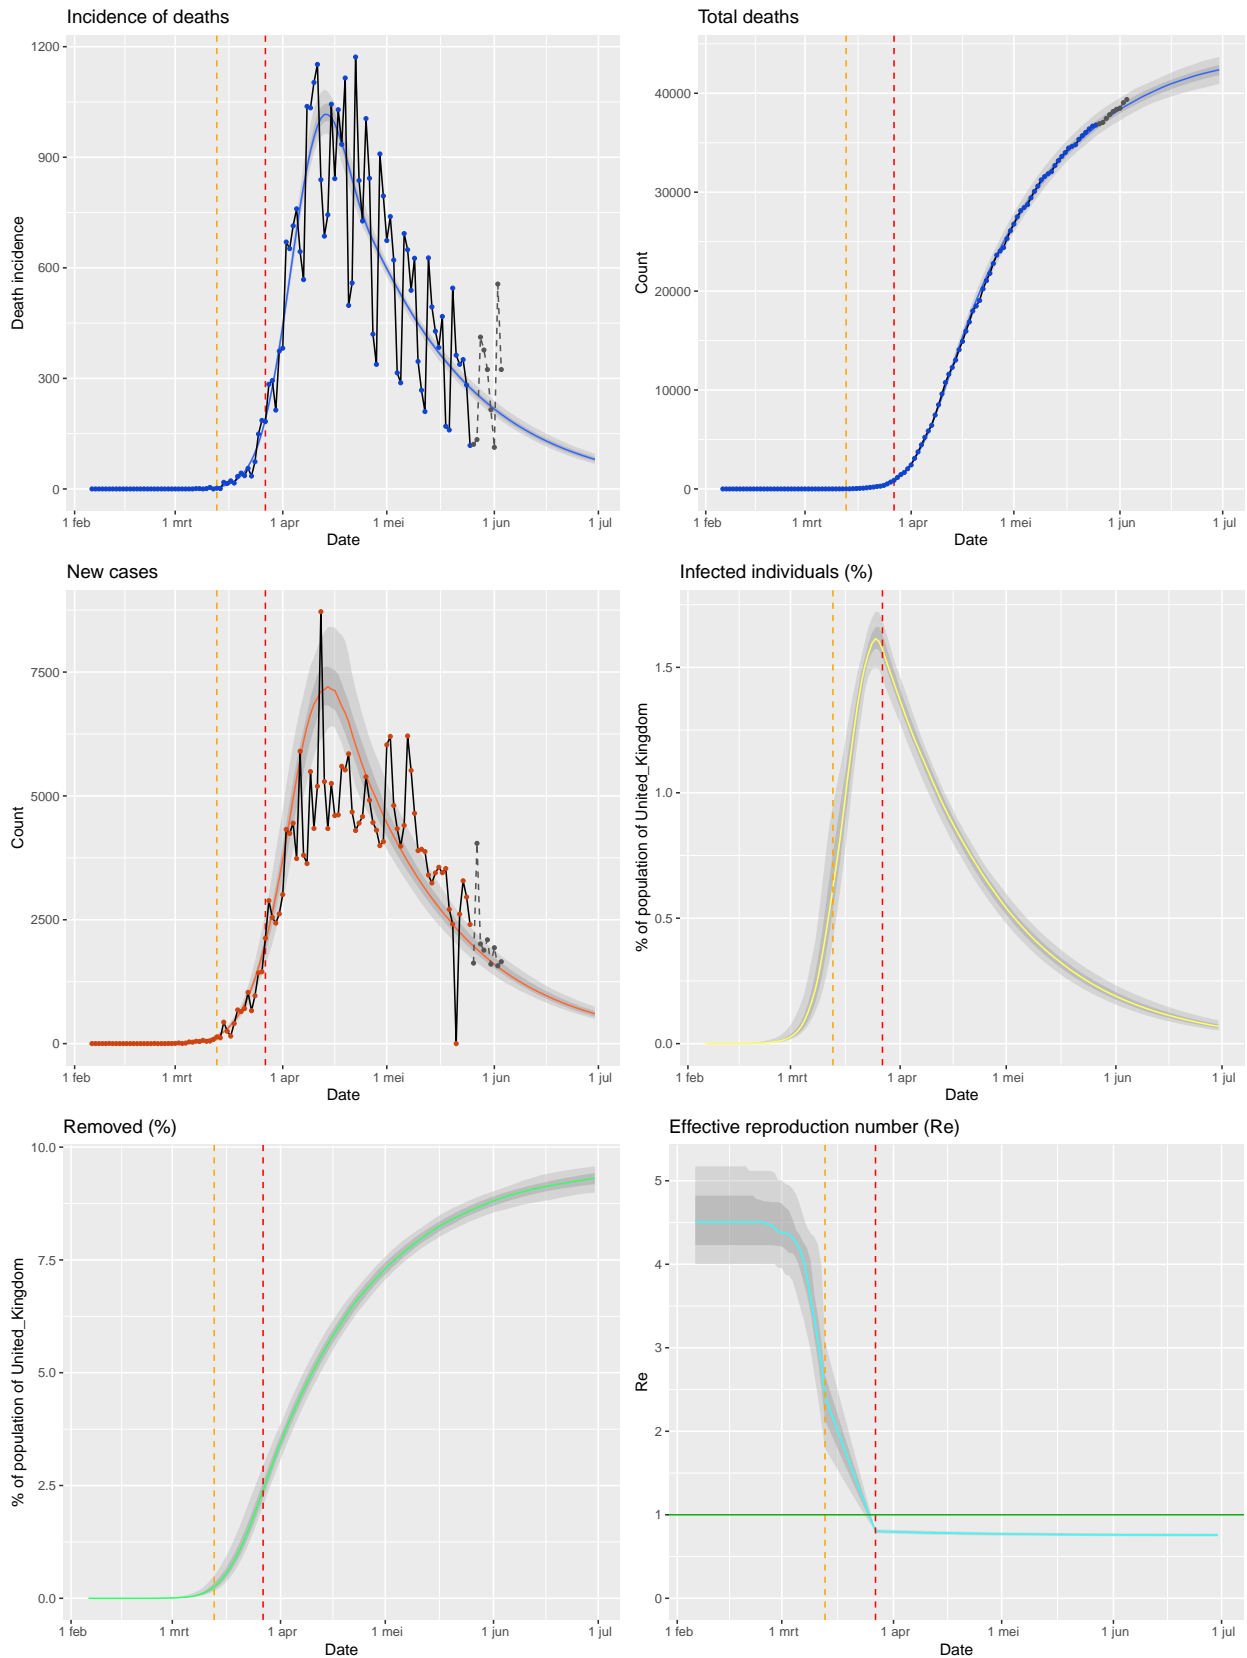 Incidence of deaths
Death incidence
1200
900
600
300
0
1 feb 1 mrt 1 apr 1 mei 1 jun 1 jul
Date
Total deaths
Count
40000
30000
20000
10000
0
1 feb 1 mrt 1 apr 1 mei 1 jun 1 jul
Date
New cases
Count
7500
5000
2500
0
1 feb 1 mrt 1 apr 1 mei 1 jun 1 jul
Date
Infected individuals (%)
% of population of United_Kingdom
1.5
1.0
0.5
0.0
1 feb 1 mrt 1 apr 1 mei 1 jun 1 jul
Date
Removed (%)
% of population of United_Kingdom
10.0
7.5
5.0
2.5
0.0
1 feb 1 mrt 1 apr 1 mei 1 jun 1 jul
Date
Effective reproduction number (Re)
Re
5
4
3
2
1
0
1 feb 1 mrt 1 apr 1 mei 1 jun 1 jul
Date